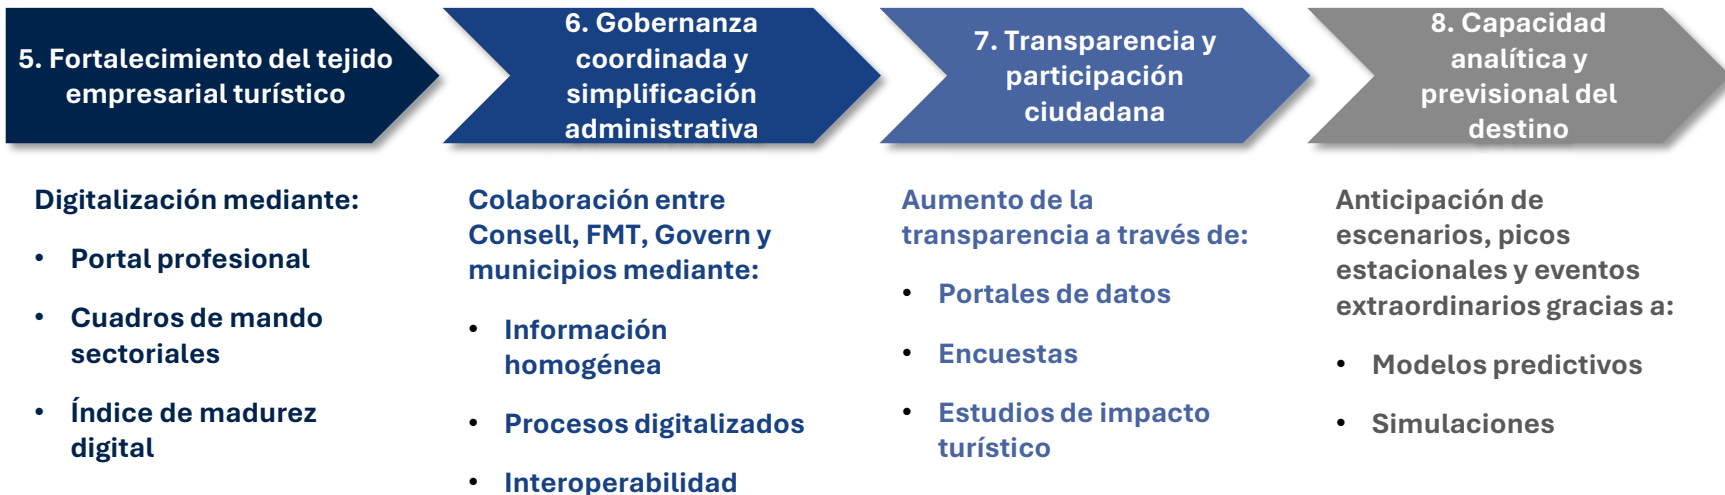 5. Fortalecimiento del tejido
empresarial turístico
6. Gobernanza
coordinada y
simplificación
administrativa
7. Transparencia y
participación
ciudadana
8. Capacidad
analítica y
previsional del
destino
Digitalización mediante:
• Portal profesional
• Cuadros de mando
sectoriales
• Índice de madurez
digital
Colaboración entre
Consell, FMT, Govern y
municipios mediante:
• Información
homogénea
• Procesos digitalizados
• Interoperabilidad
Aumento de la
transparencia a través de:
• Portales de datos
• Encuestas
• Estudios de impacto
turístico
Anticipación de
escenarios, picos
estacionales y eventos
extraordinarios gracias a:
• Modelos predictivos
• Simulaciones